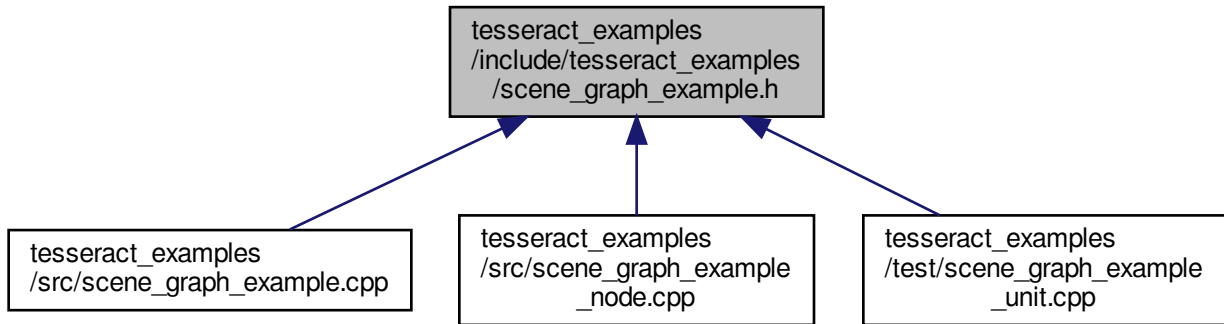 tesseract_examples
/include/tesseract_examples
/scene_graph_example.h
tesseract_examples
/src/scene_graph_example.cpp
tesseract_examples
/src/scene_graph_example
_node.cpp
tesseract_examples
/test/scene_graph_example
_unit.cpp